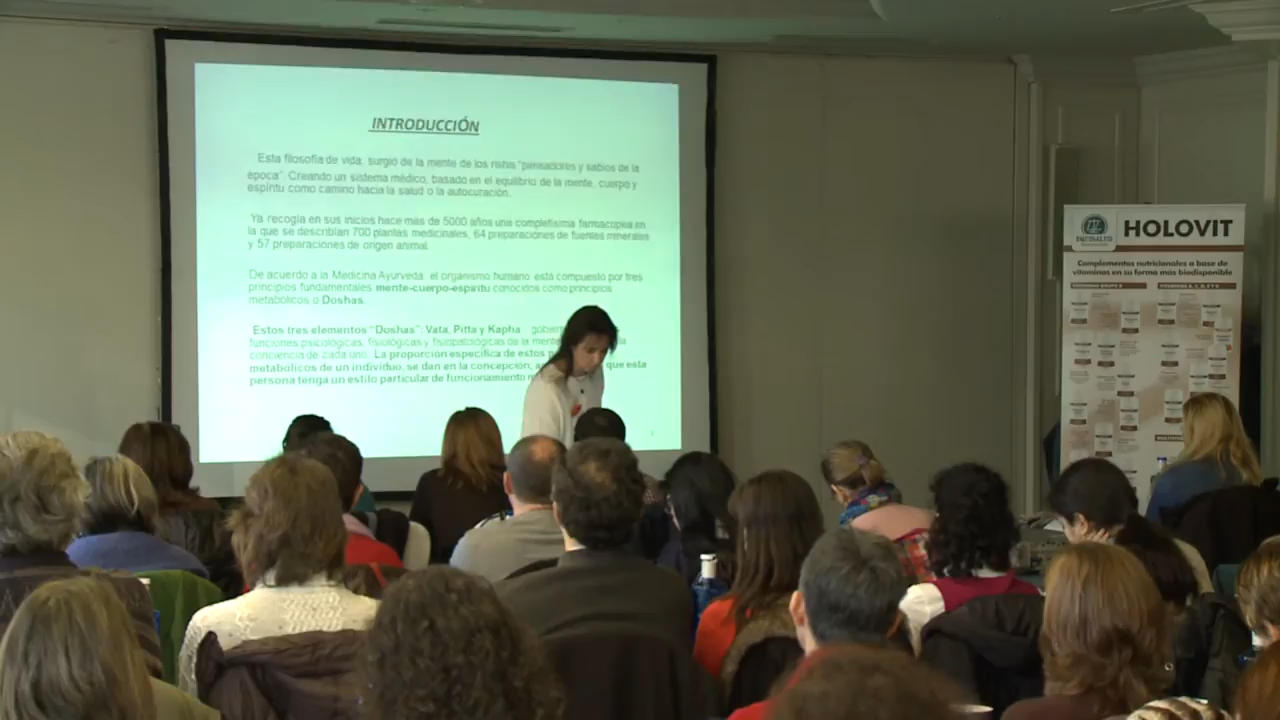 INTRODUCCIÓN
Esta filosofía de vida, surgió de la mente de los rishis "pensadores y sabios de la
época". Creando un sistema médico, basado en el equilibrio de la mente, cuerpo y
espíritu como camino hacia la salud o la autocuración.
Ya recogía en sus inicios hace más de 5000 años una completísima farmacopea en
la que se describían 700 plantas medicinales, 64 preparaciones de fuentes minerales
y 57 preparaciones de origen animal.
De acuerdo a la Medicina Ayurveda, el organismo humano está compuesto por tres
principios fundamentales mente-cuerpo-espíritu conocidos como principios
metabólicos o Doshas.
Estos tres elementos "Doshas": Vata, Pitta y Kapha
funciones psicológicas, fisiológicas y fisiopatológicas de la mente la
conciencia de cada uno. La proporción específica de estos
metabólicos de un individuo, se dan en la concepción, que esta
persona tenga un estilo particular de funcionamiento
HOLOVIT
Complementos nutricionales a base de
vitaminas en su forma más biodisponible